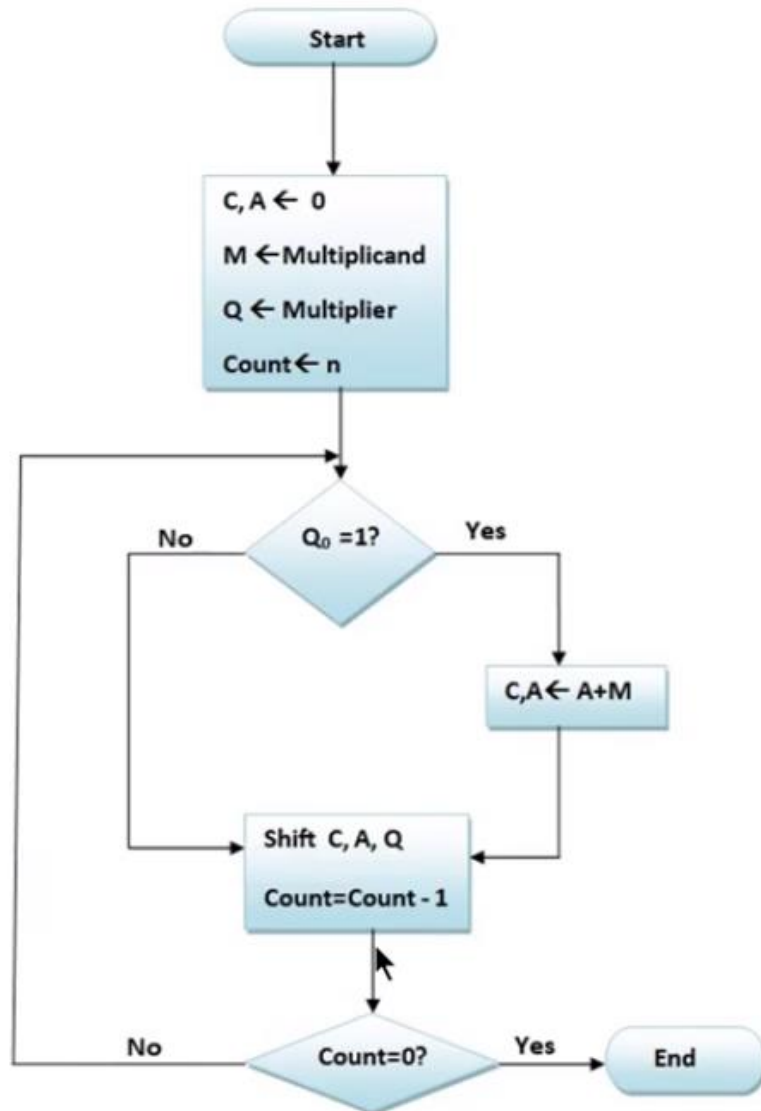 Start
C, A ← 0
M ← Multiplicand
Q ← Multiplier
Count ← n
Q₀ =1?
No
Yes
C,A ← A+M
Shift C, A, Q
Count=Count - 1
Count=0?
No
Yes
End